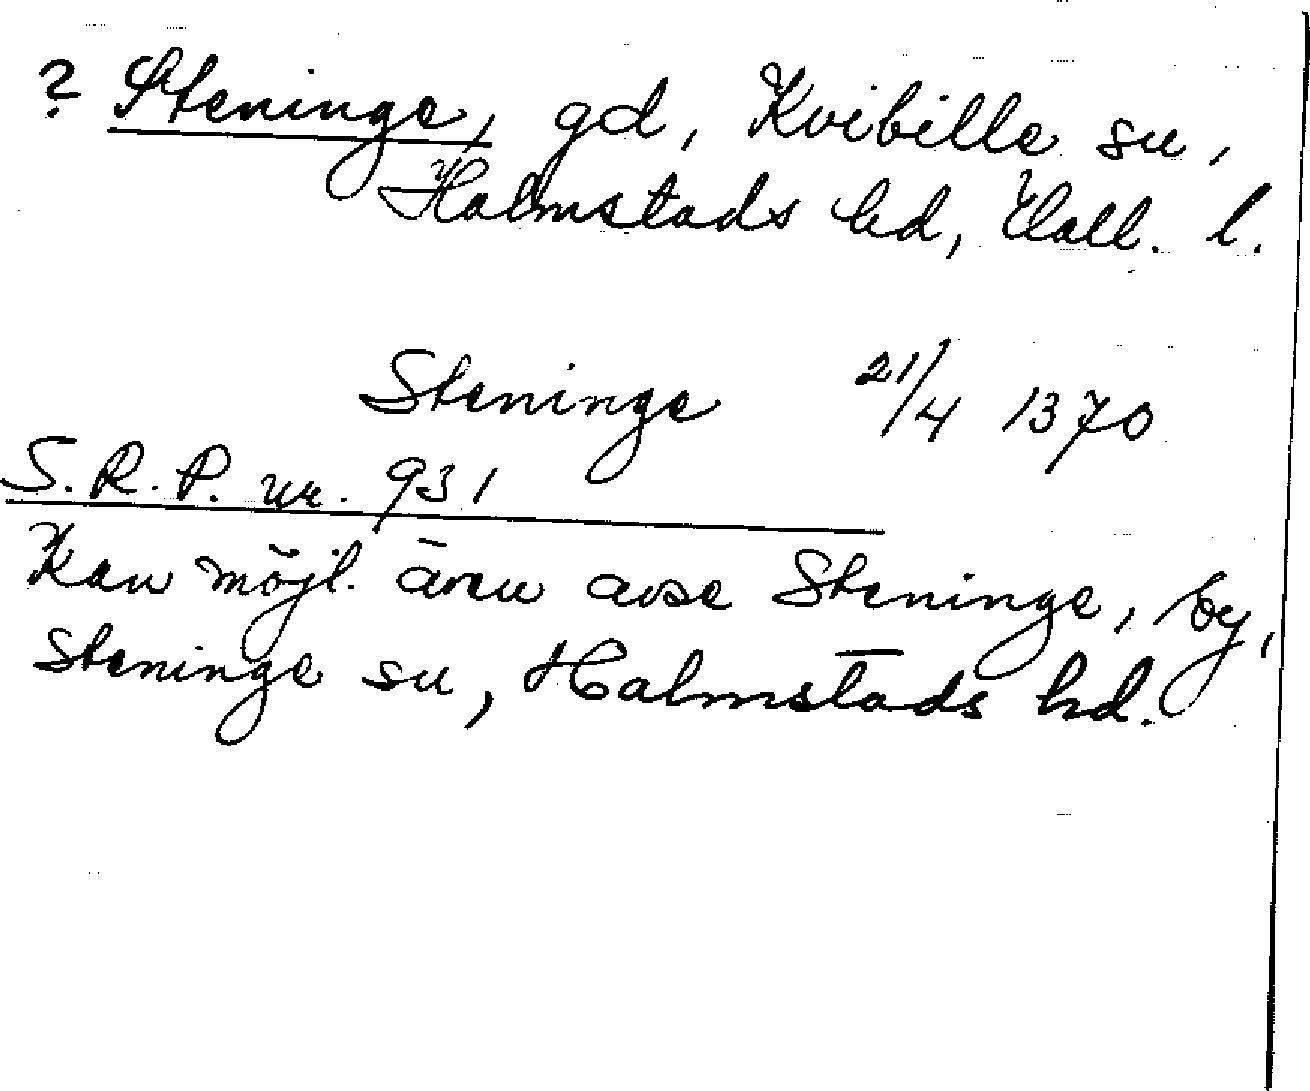 ? Steninge, gd, Kvibille sn,
Halmstads hd, Hall. l.
Steninge 21/4 1370
S.R.P. nr. 931
Kan möjl. även avse Steninge, by,
Steninge sn, Halmstads hd.